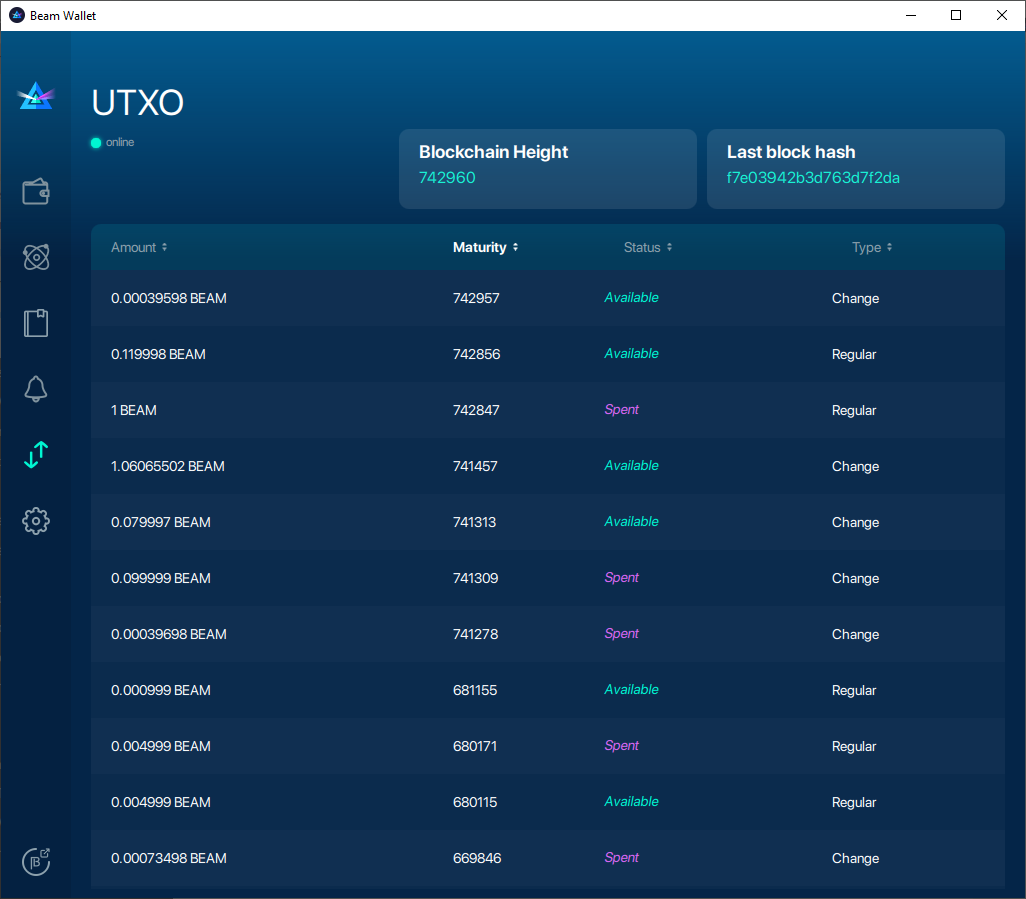 Beam Wallet
UTXO
online
Blockchain Height
742960
Last block hash
f7e03942b3d763d7f2da
Amount Maturity Status Type
0.00039598 BEAM 742957 Available Change
0.119998 BEAM 742856 Available Regular
1 BEAM 742847 Spent Regular
1.06065502 BEAM 741457 Available Change
0.079997 BEAM 741313 Available Change
0.099999 BEAM 741309 Spent Change
0.00039698 BEAM 741278 Spent Change
0.000999 BEAM 681155 Available Regular
0.004999 BEAM 680171 Spent Regular
0.004999 BEAM 680115 Available Regular
0.00073498 BEAM 669846 Spent Change